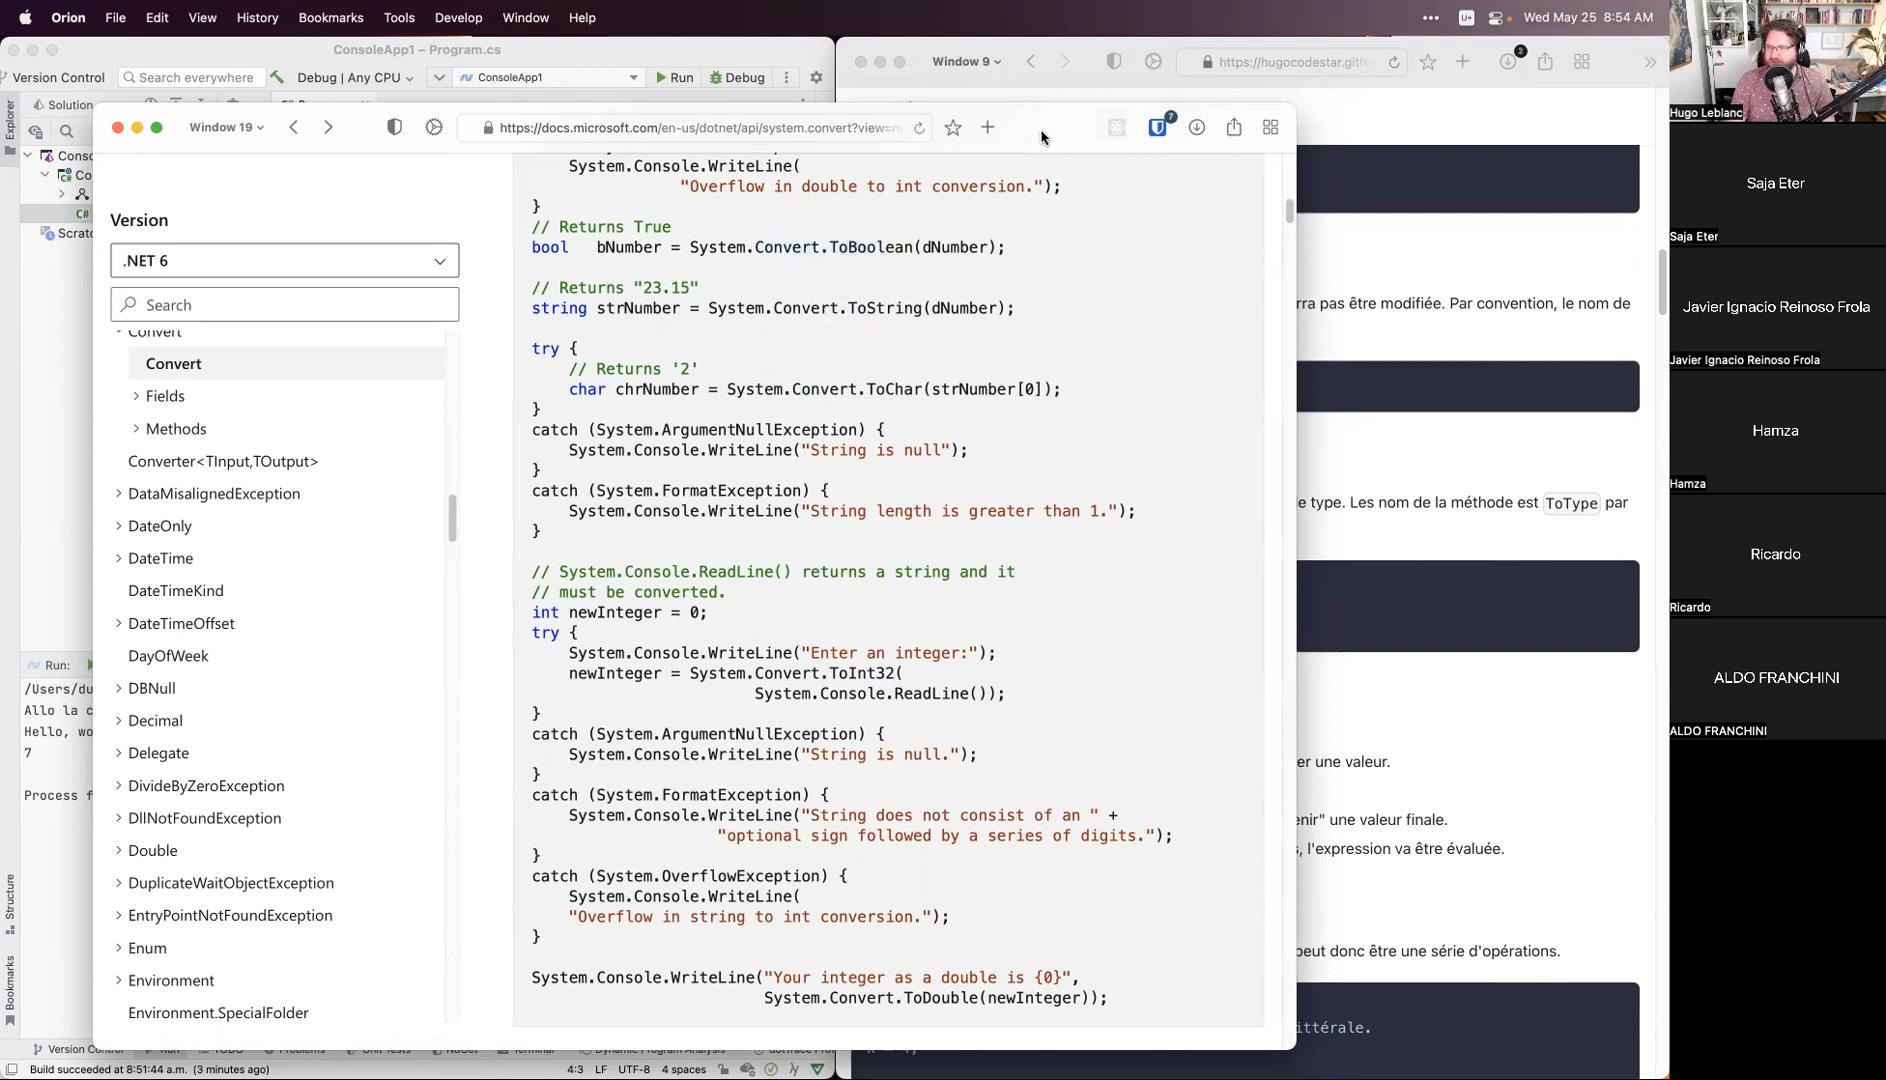 Orion File Edit View History Bookmarks Tools Develop Window Help
Wed May 25 8:54 AM
ConsoleApp1 – Program.cs
Version Control
Search everywhere
Debug | Any CPU
ConsoleApp1
Run
Debug
Solution
Explorer
Window 9
https://hugocodestar.gith
2
Window 19
https://docs.microsoft.com/en-us/dotnet/api/system.convert?view=n
7
Version
.NET 6
Search
Convert
Convert
Fields
Methods
Converter<TInput,TOutput>
DataMisalignedException
DateOnly
DateTime
DateTimeKind
DateTimeOffset
DayOfWeek
DBNull
Decimal
Delegate
DivideByZeroException
DllNotFoundException
Double
DuplicateWaitObjectException
EntryPointNotFoundException
Enum
Environment
Environment.SpecialFolder
System.Console.WriteLine(
"Overflow in double to int conversion.");
}
// Returns True
bool bNumber = System.Convert.ToBoolean(dNumber);
// Returns "23.15"
string strNumber = System.Convert.ToString(dNumber);
try {
// Returns '2'
char chrNumber = System.Convert.ToChar(strNumber[0]);
}
catch (System.ArgumentNullException) {
System.Console.WriteLine("String is null");
}
catch (System.FormatException) {
System.Console.WriteLine("String length is greater than 1.");
}
// System.Console.ReadLine() returns a string and it
// must be converted.
int newInteger = 0;
try {
System.Console.WriteLine("Enter an integer:");
newInteger = System.Convert.ToInt32(
System.Console.ReadLine());
}
catch (System.ArgumentNullException) {
System.Console.WriteLine("String is null.");
}
catch (System.FormatException) {
System.Console.WriteLine("String does not consist of an " +
"optional sign followed by a series of digits.");
}
catch (System.OverflowException) {
System.Console.WriteLine(
"Overflow in string to int conversion.");
}
System.Console.WriteLine("Your integer as a double is {0}",
System.Convert.ToDouble(newInteger));
Conso
Co
C#
Scratc
Run:
/Users/du
Allo la c
Hello, wo
7
Process f
Structure
Bookmarks
Version Control
Build succeeded at 8:51:44 a.m. (3 minutes ago)
4:3 LF UTF-8 4 spaces
rra pas être modifiée. Par convention, le nom de
e type. Les nom de la méthode est ToType par
er une valeur.
enir" une valeur finale.
s, l'expression va être évaluée.
peut donc être une série d'opérations.
ittérale.
Hugo Leblanc
Saja Eter
Saja Eter
Javier Ignacio Reinoso Frola
Javier Ignacio Reinoso Frola
Hamza
Hamza
Ricardo
Ricardo
ALDO FRANCHINI
ALDO FRANCHINI